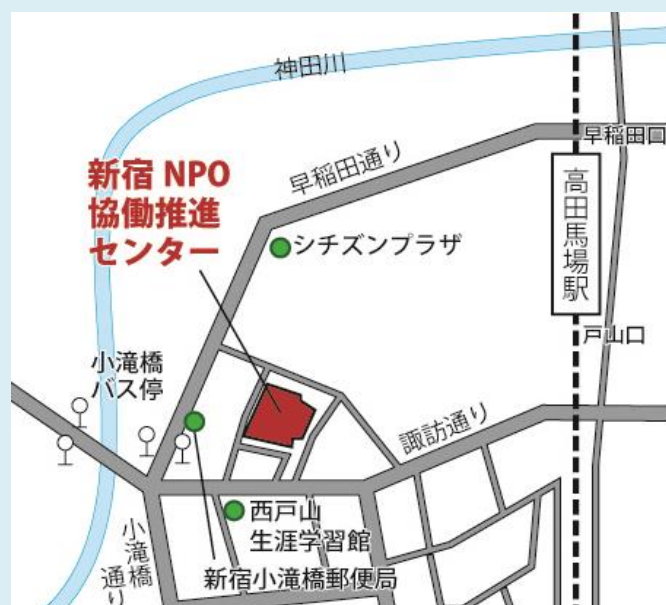 神田川
早稲田通り
早稲田口
新宿 NPO
協働推進
センター
シチズンプラザ
高田馬場駅
戸山口
小滝橋
バス停
諏訪通り
西戸山
生涯学習館
小滝橋
通り
新宿小滝橋郵便局